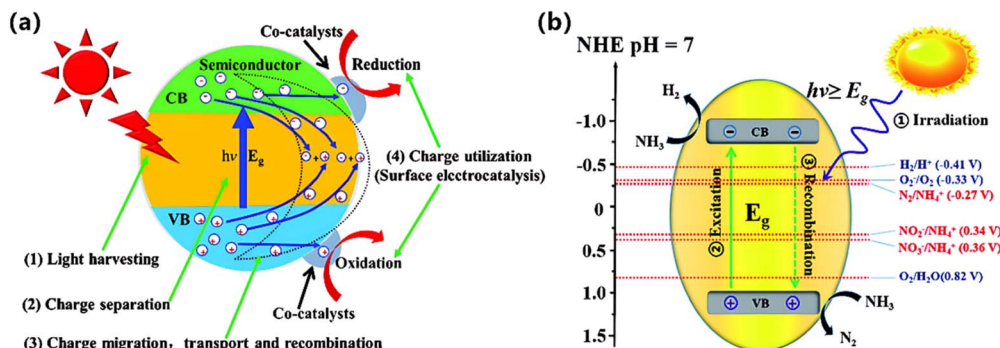 (a)
Co-catalysts
Semiconductor
Reduction
CB
hν
Eg
(4) Charge utilization
(Surface elcctrocatalysis)
VB
(1) Light harvesting
Oxidation
(2) Charge separation
Co-catalysts
(3) Charge migration, transport and recombination
(b)
NHE pH = 7
hν≥ Eg
H₂
CB
① Irradiation
NH₃
-1.0
-0.5
0
0.5
1.0
1.5
② Excitation
Eg
③ Recombination
H₂/H⁺ (-0.41 V)
O₂⁻/O₂ (-0.33 V)
N₂/NH₄⁺ (-0.27 V)
NO₂⁻/NH₄⁺ (0.34 V)
NO₃⁻/NH₄⁺ (0.36 V)
O₂/H₂O(0.82 V)
VB
NH₃
N₂